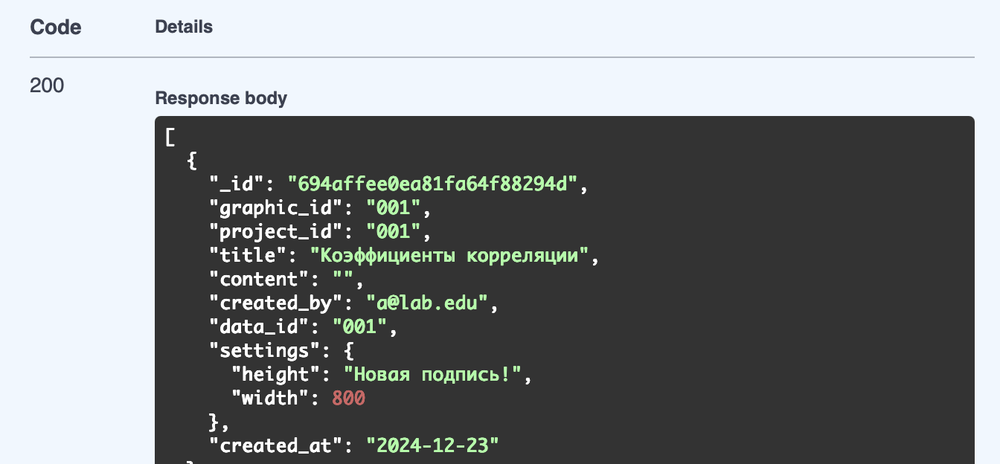 Code Details
200
Response body
[
{
"_id": "694affee0ea81fa64f88294d",
"graphic_id": "001",
"project_id": "001",
"title": "Коэффициенты корреляции",
"content": "",
"created_by": "a@lab.edu",
"data_id": "001",
"settings": {
"height": "Новая подпись!",
"width": 800
},
"created_at": "2024-12-23"